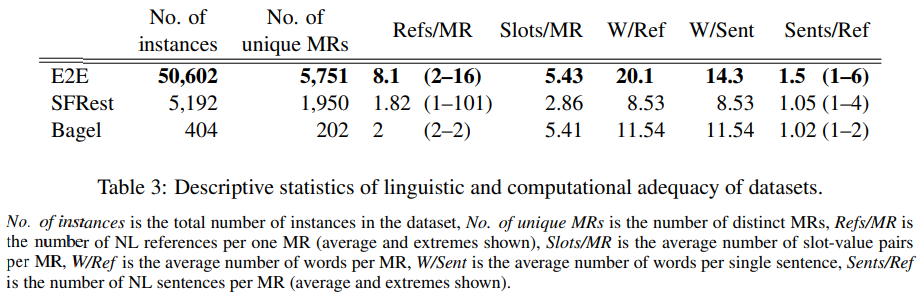 No. of No. of
instances unique MRs Refs/MR Slots/MR W/Ref W/Sent Sents/Ref
E2E 50,602 5,751 8.1 (2–16) 5.43 20.1 14.3 1.5 (1–6)
SFRest 5,192 1,950 1.82 (1–101) 2.86 8.53 8.53 1.05 (1–4)
Bagel 404 202 2 (2–2) 5.41 11.54 11.54 1.02 (1–2)
Table 3: Descriptive statistics of linguistic and computational adequacy of datasets.
No. of instances is the total number of instances in the dataset, No. of unique MRs is the number of distinct MRs, Refs/MR is
the number of NL references per one MR (average and extremes shown), Slots/MR is the average number of slot-value pairs
per MR, W/Ref is the average number of words per MR, W/Sent is the average number of words per single sentence, Sents/Ref
is the number of NL sentences per MR (average and extremes shown).